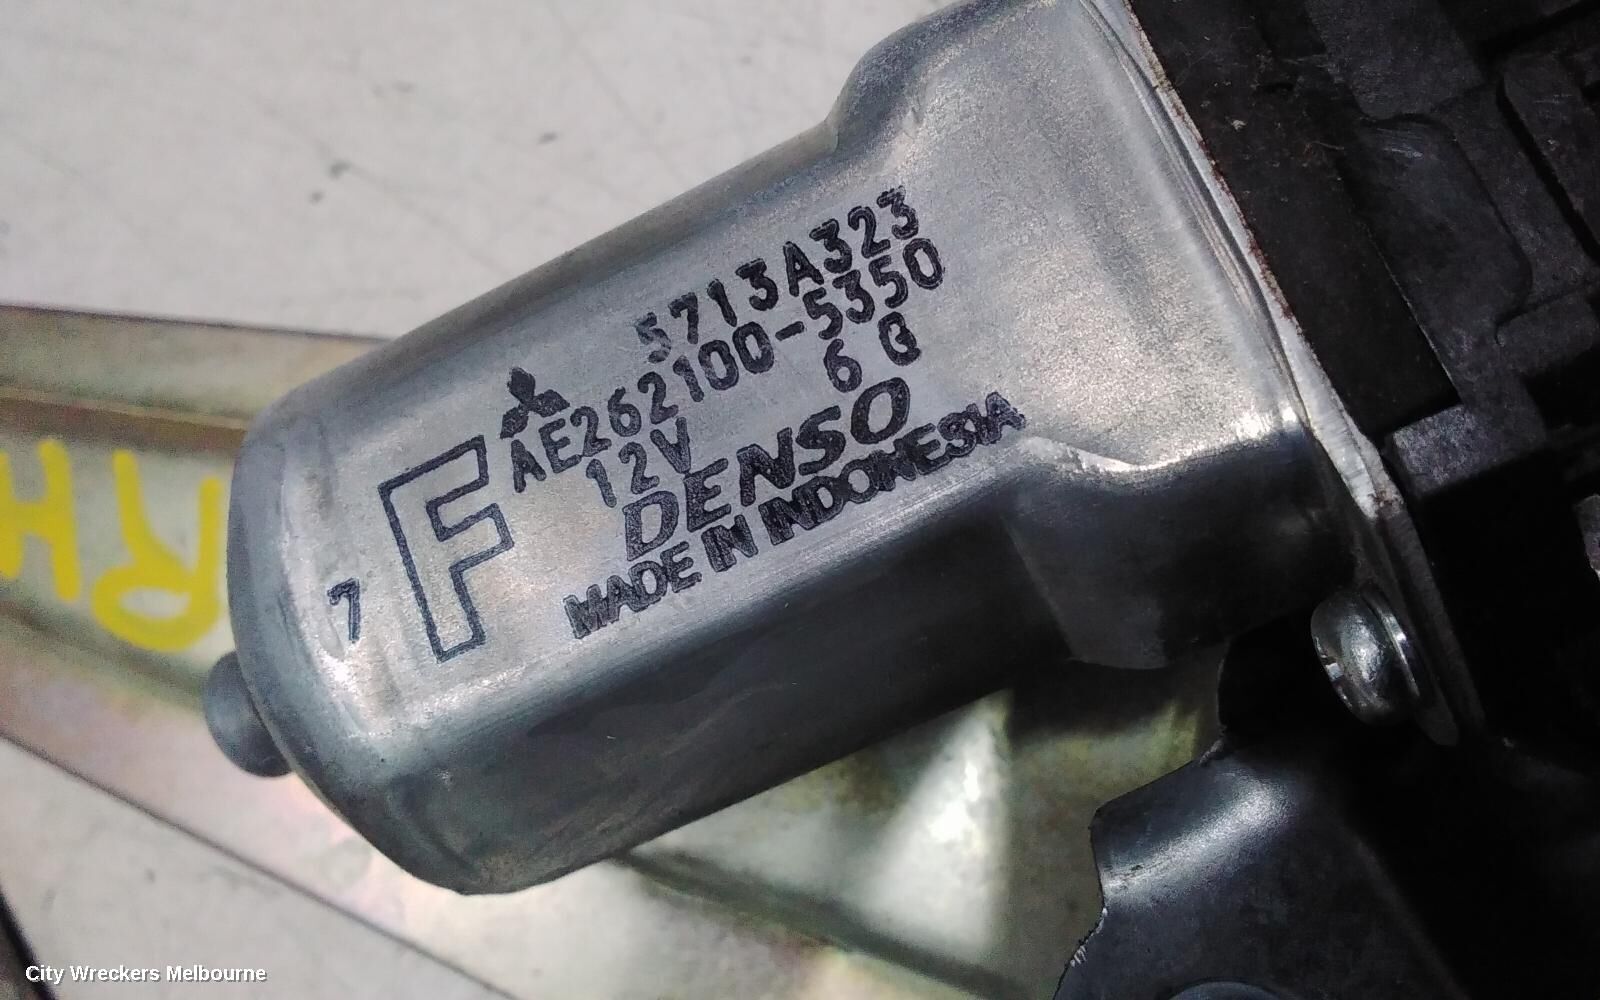 5713A323
AE262100-5350
12V 6 G
DENSO
MADE IN INDONESIA
F
7
RH
City Wreckers Melbourne